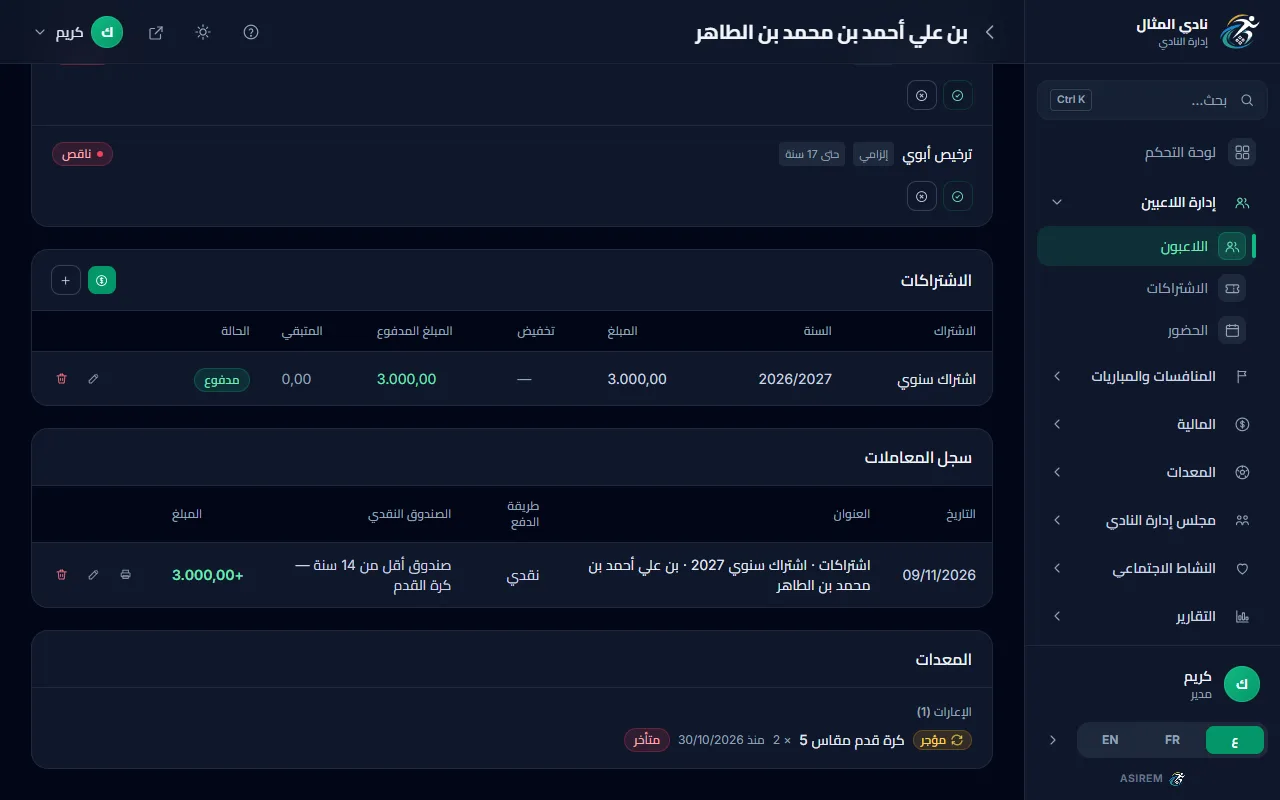 نادي المثال
إدارة النادي
بحث...
Ctrl K
لوحة التحكم
إدارة اللاعبين
اللاعبون
الاشتراكات
الحضور
المنافسات والمباريات
المالية
المعدات
مجلس إدارة النادي
النشاط الاجتماعي
التقارير
ك
كريم
مدير
ع
FR
EN
ASIREM
بن علي أحمد بن محمد بن الطاهر
ك
كريم
ترخيص أبوي
إلزامي
حتى 17 سنة
ناقص
الاشتراكات
الاشتراك السنة المبلغ تخفيض المبلغ المدفوع المتبقي الحالة
اشتراك سنوي 2026/2027 3.000,00 — 3.000,00 0,00 مدفوع
سجل المعاملات
التاريخ العنوان طريقة الدفع الصندوق النقدي المبلغ
09/11/2026
اشتراكات · اشتراك سنوي 2027 · بن علي أحمد بن
محمد بن الطاهر
نقدي
صندوق أقل من 14 سنة —
كرة القدم
+3.000,00
المعدات
الإعارات (1)
مؤجر كرة قدم مقاس 5 × 2 منذ 30/10/2026 متأخر